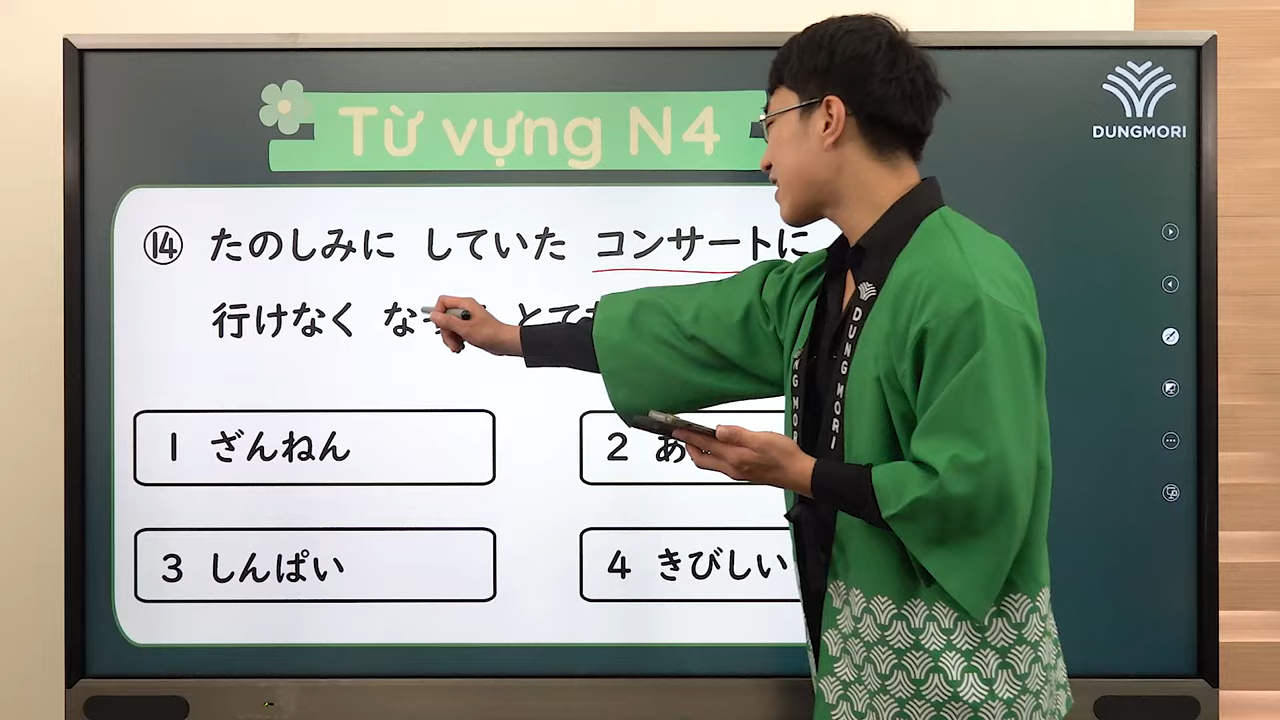 Từ vựng N4
DUNGMORI
⑭ たのしみに していた コンサートに
行けなく
1 ざんねん
2 あ
3 しんぱい
4 きびしい
DUNG MORI